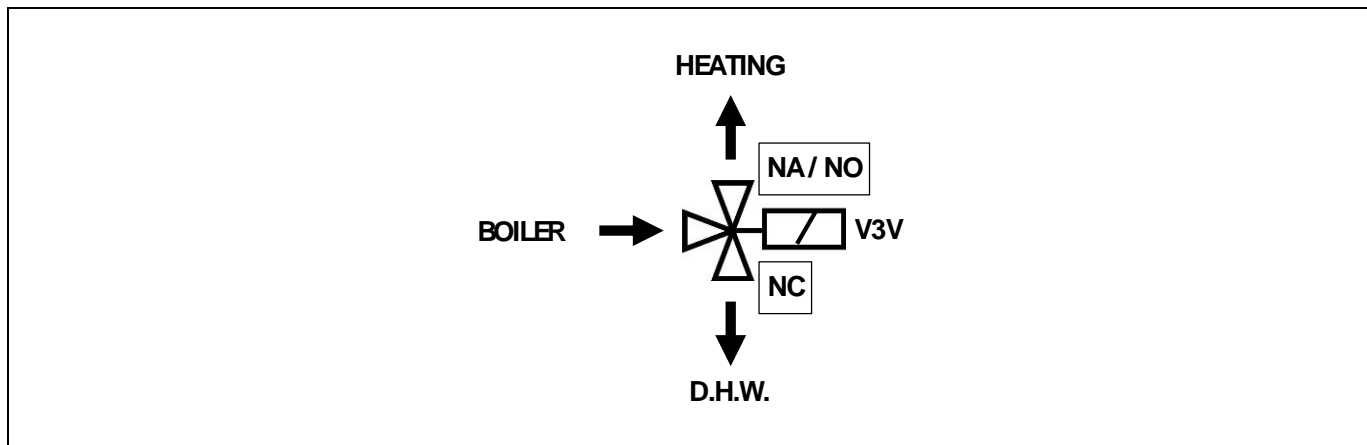 HEATING
NA / NO
BOILER
V3V
NC
D.H.W.